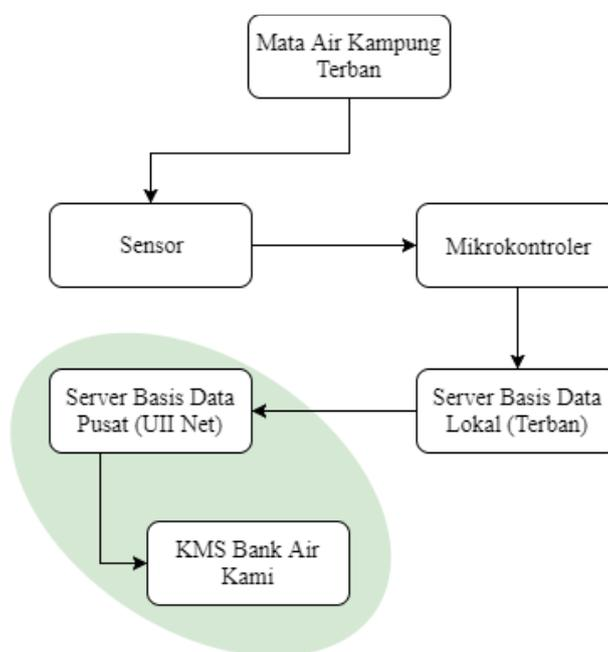 Mata Air Kampung
Terban
Sensor
Mikrokontroler
Server Basis Data
Lokal (Terban)
Server Basis Data
Pusat (UII Net)
KMS Bank Air
Kami